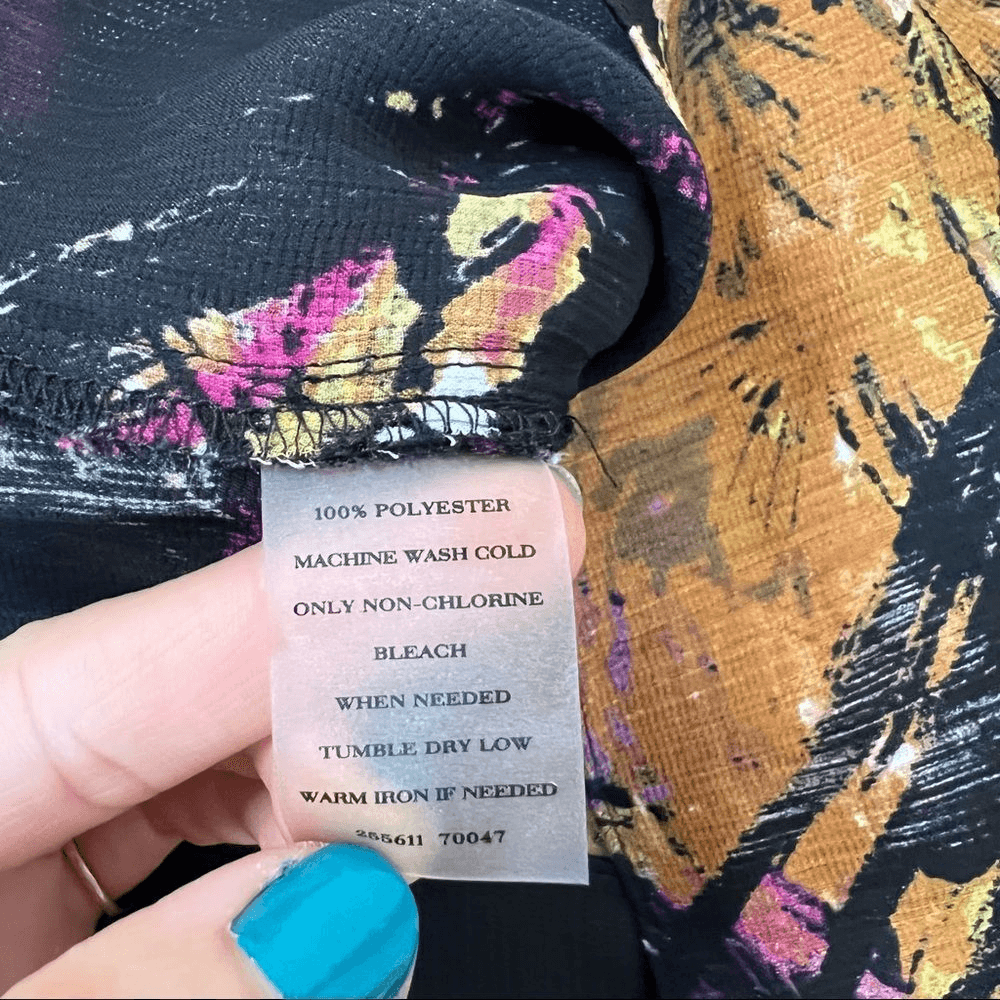 100% POLYESTER
MACHINE WASH COLD
ONLY NON-CHLORINE
BLEACH
WHEN NEEDED
TUMBLE DRY LOW
WARM IRON IF NEEDED
255611 70047